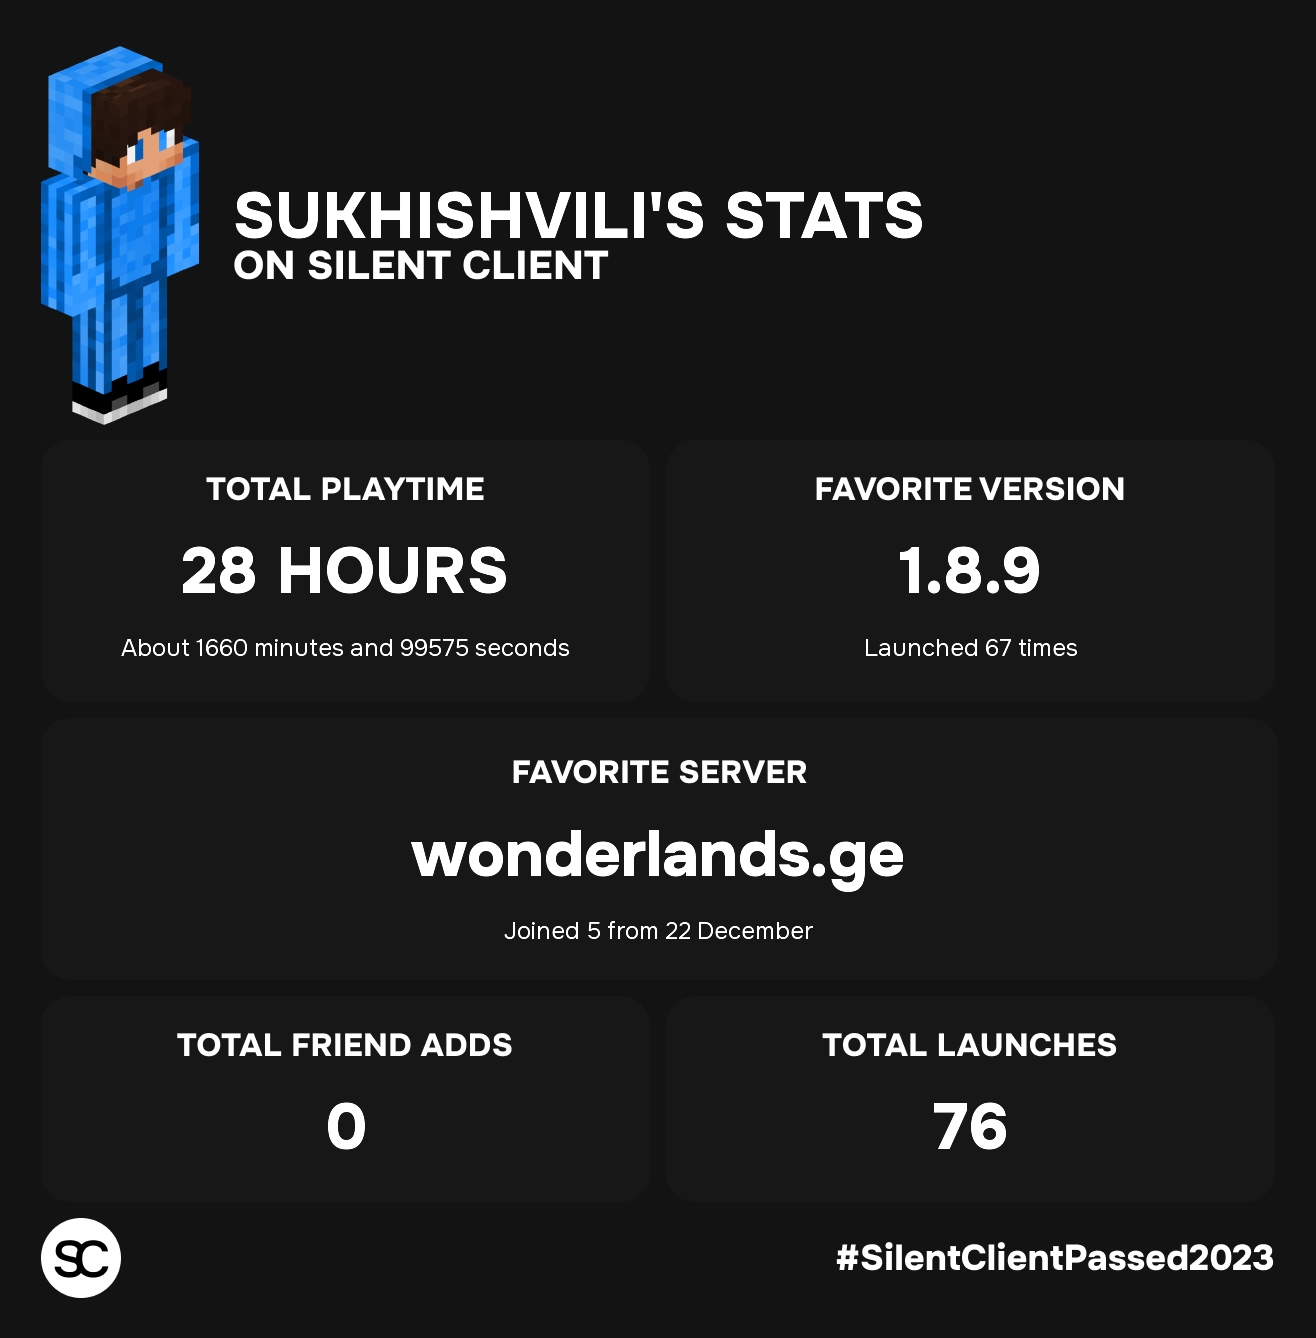 SUKHISHVILI'S STATS
ON SILENT CLIENT
TOTAL PLAYTIME
28 HOURS
About 1660 minutes and 99575 seconds
FAVORITE VERSION
1.8.9
Launched 67 times
FAVORITE SERVER
wonderlands.ge
Joined 5 from 22 December
TOTAL FRIEND ADDS
0
TOTAL LAUNCHES
76
SC
#SilentClientPassed2023